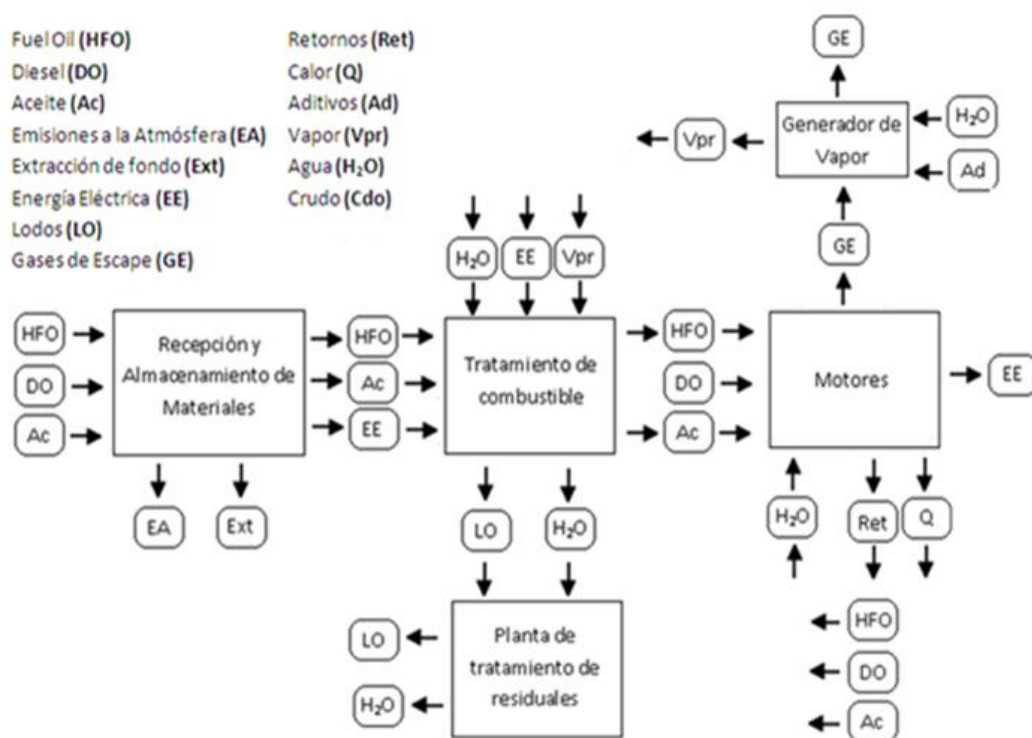 Fuel Oil (HFO)
Diesel (DO)
Aceite (Ac)
Emisiones a la Atmósfera (EA)
Extracción de fondo (Ext)
Energía Eléctrica (EE)
Lodos (LO)
Gases de Escape (GE)
Retornos (Ret)
Calor (Q)
Aditivos (Ad)
Vapor (Vpr)
Agua (H₂O)
Crudo (Cdo)
GE
Vpr
Generador de
Vapor
H₂O
Ad
GE
H₂O
EE
Vpr
HFO
DO
Ac
Recepción y
Almacenamiento de
Materiales
HFO
Ac
EE
Tratamiento de
combustible
HFO
DO
Ac
Motores
EE
EA
Ext
LO
H₂O
H₂O
Ret
Q
LO
H₂O
Planta de
tratamiento de
residuales
HFO
DO
Ac